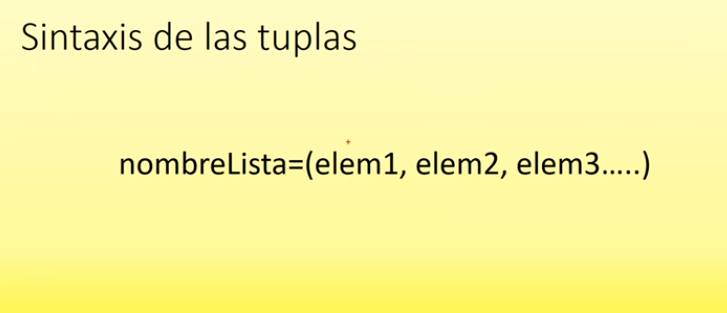 Sintaxis de las tuplas
nombreLista=(elem1, elem2, elem3.....)